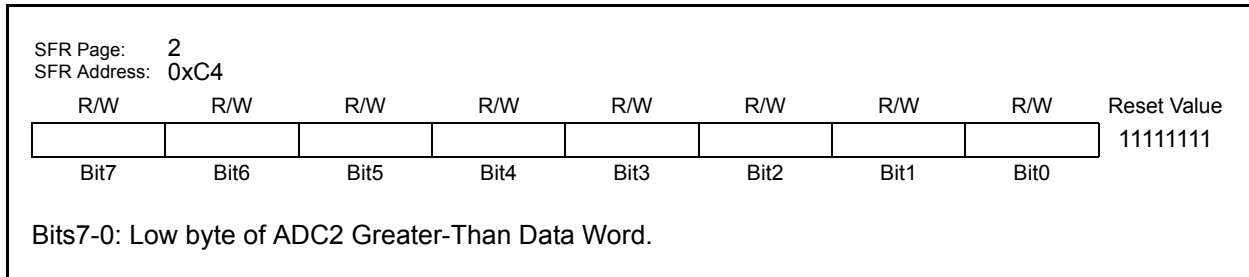 SFR Page: 2
SFR Address: 0xC4
R/W R/W R/W R/W R/W R/W R/W R/W Reset Value
11111111
Bit7 Bit6 Bit5 Bit4 Bit3 Bit2 Bit1 Bit0
Bits7-0: Low byte of ADC2 Greater-Than Data Word.